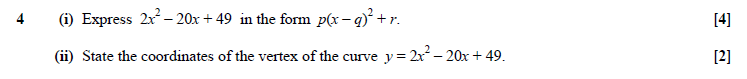 4 (i) Express 2x² – 20x + 49 in the form p(x – q)² + r. [4]
(ii) State the coordinates of the vertex of the curve y = 2x² – 20x + 49. [2]